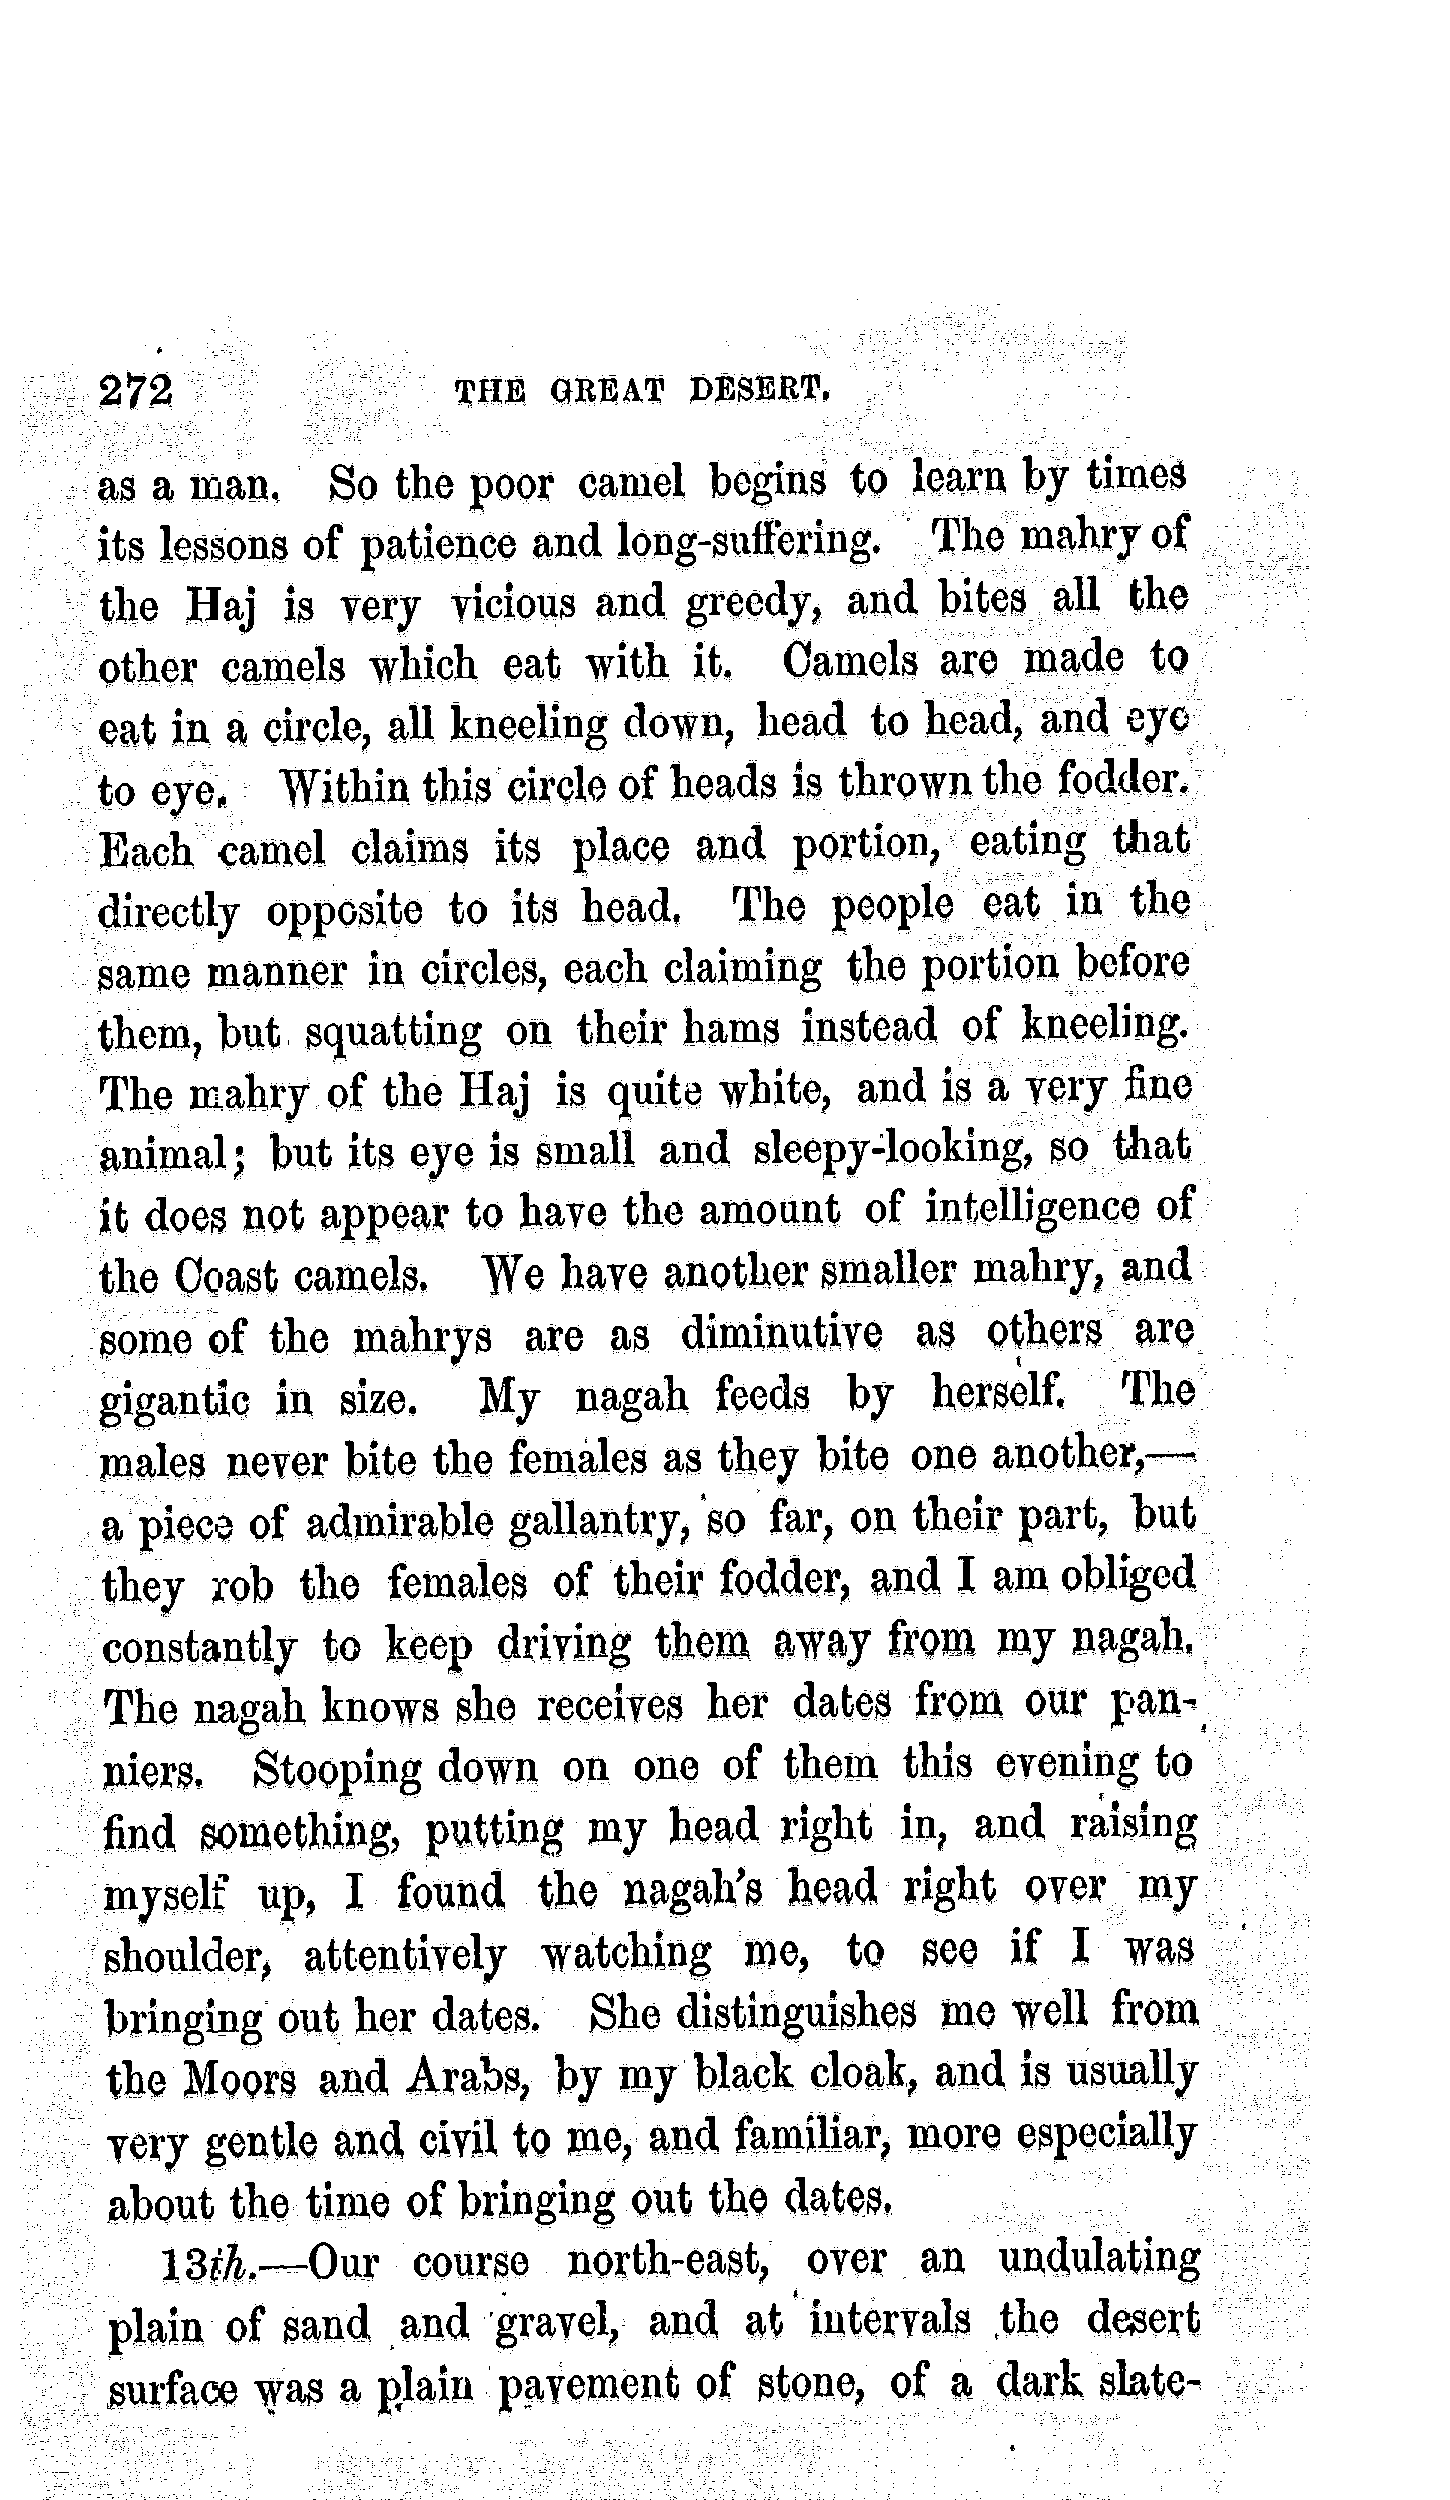 272 THE GREAT DESERT.
as a man. So the poor camel begins to learn by times
its lessons of patience and long-suffering. The mahry of
the Haj is very vicious and greedy, and bites all the
other camels which eat with it. Camels are made to
eat in a circle, all kneeling down, head to head, and eye
to eye. Within this circle of heads is thrown the fodder.
Each camel claims its place and portion, eating that
directly opposite to its head. The people eat in the
same manner in circles, each claiming the portion before
them, but squatting on their hams instead of kneeling.
The mahry of the Haj is quite white, and is a very fine
animal; but its eye is small and sleepy-looking, so that
it does not appear to have the amount of intelligence of
the Coast camels. We have another smaller mahry, and
some of the mahrys are as diminutive as others are
gigantic in size. My nagah feeds by herself. The
males never bite the females as they bite one another,—
a piece of admirable gallantry, so far, on their part, but
they rob the females of their fodder, and I am obliged
constantly to keep driving them away from my nagah.
The nagah knows she receives her dates from our pan-
niers. Stooping down on one of them this evening to
find something, putting my head right in, and raising
myself up, I found the nagah's head right over my
shoulder, attentively watching me, to see if I was
bringing out her dates. She distinguishes me well from
the Moors and Arabs, by my black cloak, and is usually
very gentle and civil to me, and familiar, more especially
about the time of bringing out the dates.
13th.—Our course north-east, over an undulating
plain of sand and gravel, and at intervals the desert
surface was a plain pavement of stone, of a dark slate-